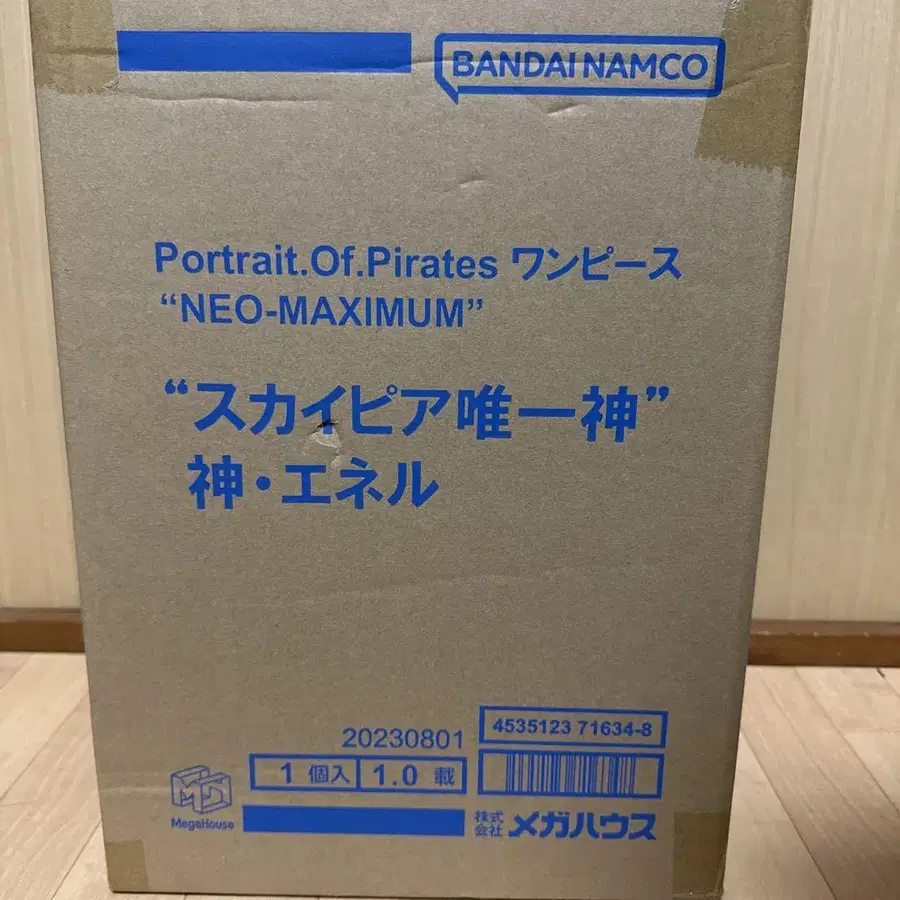 BANDAI NAMCO
Portrait.Of.Pirates ワンピース
“NEO-MAXIMUM”
“スカイピア唯一神”
神・エネル
20230801
4535123 71634-8
1 個入
1.0 載
MegaHouse
株式会社 メガハウス